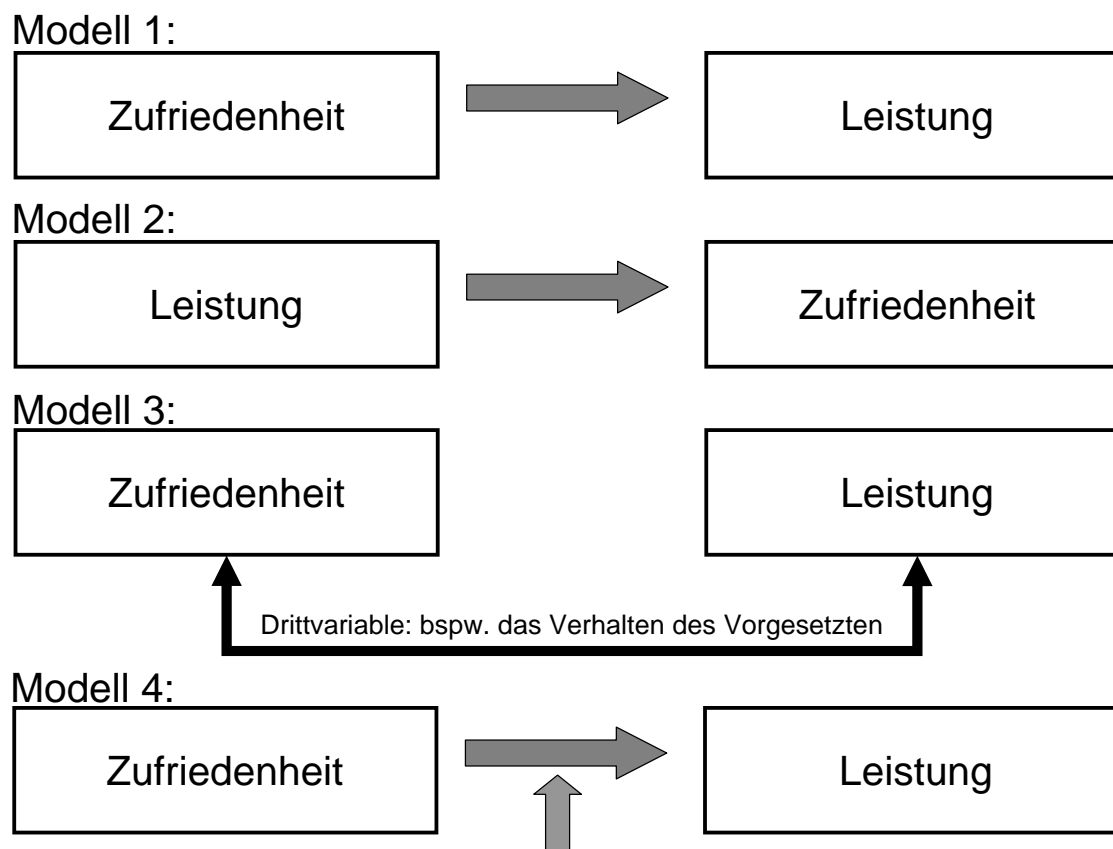 Modell 1:
Zufriedenheit
Leistung
Modell 2:
Leistung
Zufriedenheit
Modell 3:
Zufriedenheit
Leistung
Drittvariable: bspw. das Verhalten des Vorgesetzten
Modell 4:
Zufriedenheit
Leistung